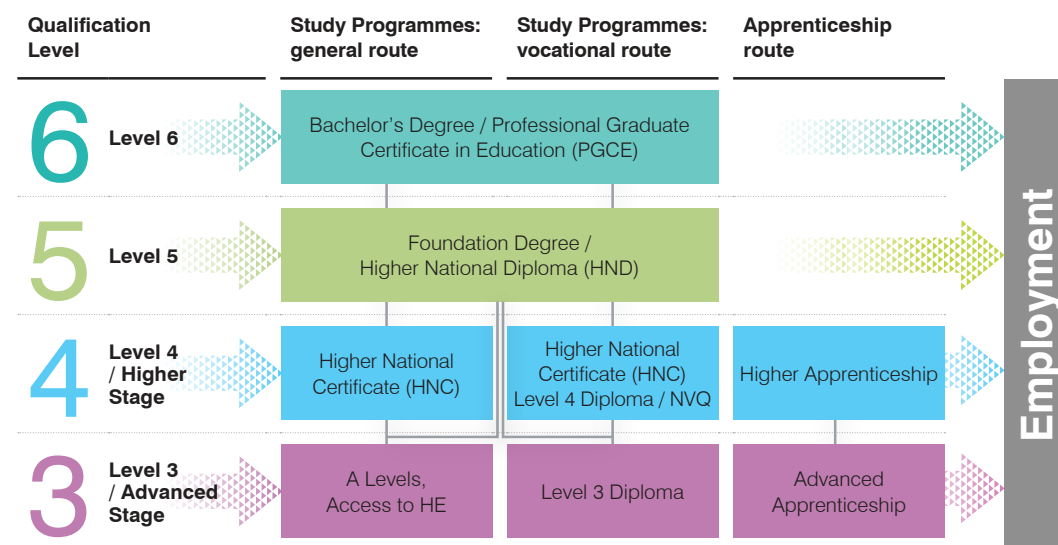 Qualification
Level
Study Programmes:
general route
Study Programmes:
vocational route
Apprenticeship
route
6
Level 6
Bachelor's Degree / Professional Graduate
Certificate in Education (PGCE)
5
Level 5
Foundation Degree /
Higher National Diploma (HND)
4
Level 4
/ Higher
Stage
Higher National
Certificate (HNC)
Higher National
Certificate (HNC)
Level 4 Diploma / NVQ
Higher Apprenticeship
3
Level 3
/ Advanced
Stage
A Levels,
Access to HE
Level 3 Diploma
Advanced
Apprenticeship
Employment